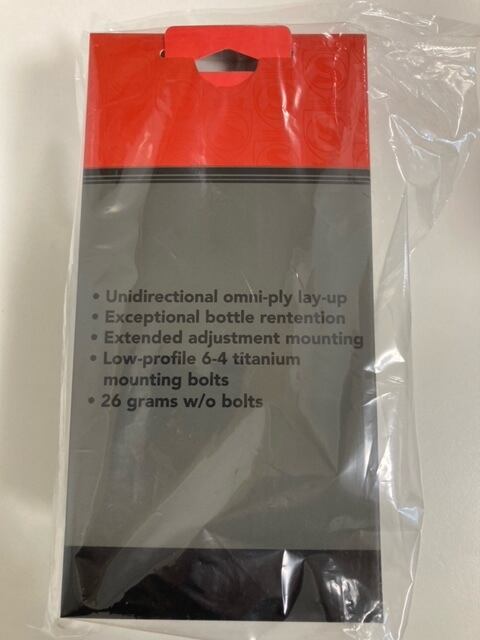 • Unidirectional omni-ply lay-up
• Exceptional bottle rentention
• Extended adjustment mounting
• Low-profile 6-4 titanium
mounting bolts
• 26 grams w/o bolts